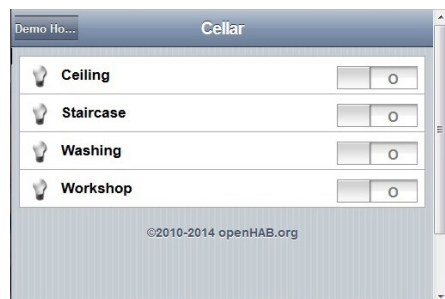 Demo Ho...
Cellar
Ceiling
O
Staircase
O
Washing
O
Workshop
O
©2010-2014 openHAB.org